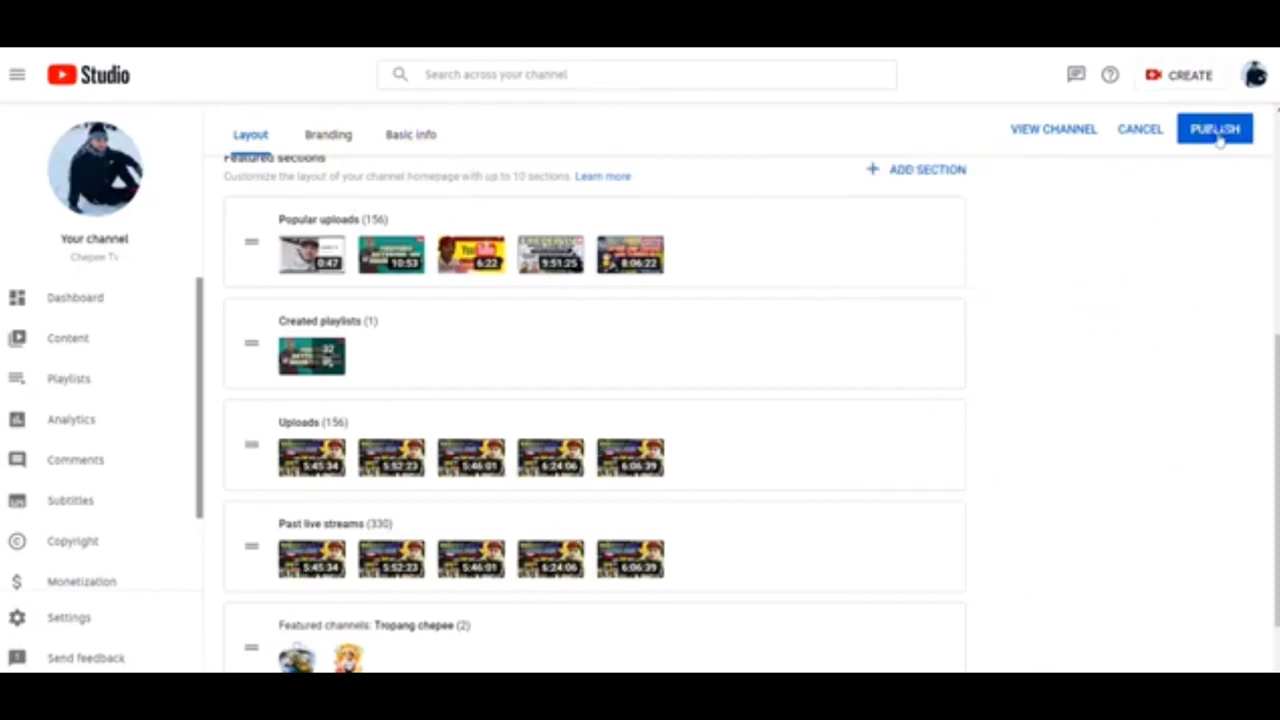 Studio
Search across your channel
CREATE
Layout
Branding
Basic info
VIEW CHANNEL
CANCEL
PUBLISH
Featured sections
Customize the layout of your channel homepage with up to 10 sections. Learn more
+ ADD SECTION
Your channel
Chepee Tv
Dashboard
Content
Playlists
Analytics
Comments
Subtitles
Copyright
Monetization
Settings
Send feedback
Popular uploads (156)
0:47
10:53
6:22
9:51:25
8:06:22
Created playlists (1)
32
Uploads (156)
5:45:34
5:52:23
5:46:01
6:24:06
6:06:39
Past live streams (330)
5:45:34
5:52:23
5:46:01
6:24:06
6:06:39
Featured channels: Tropang chepee (2)